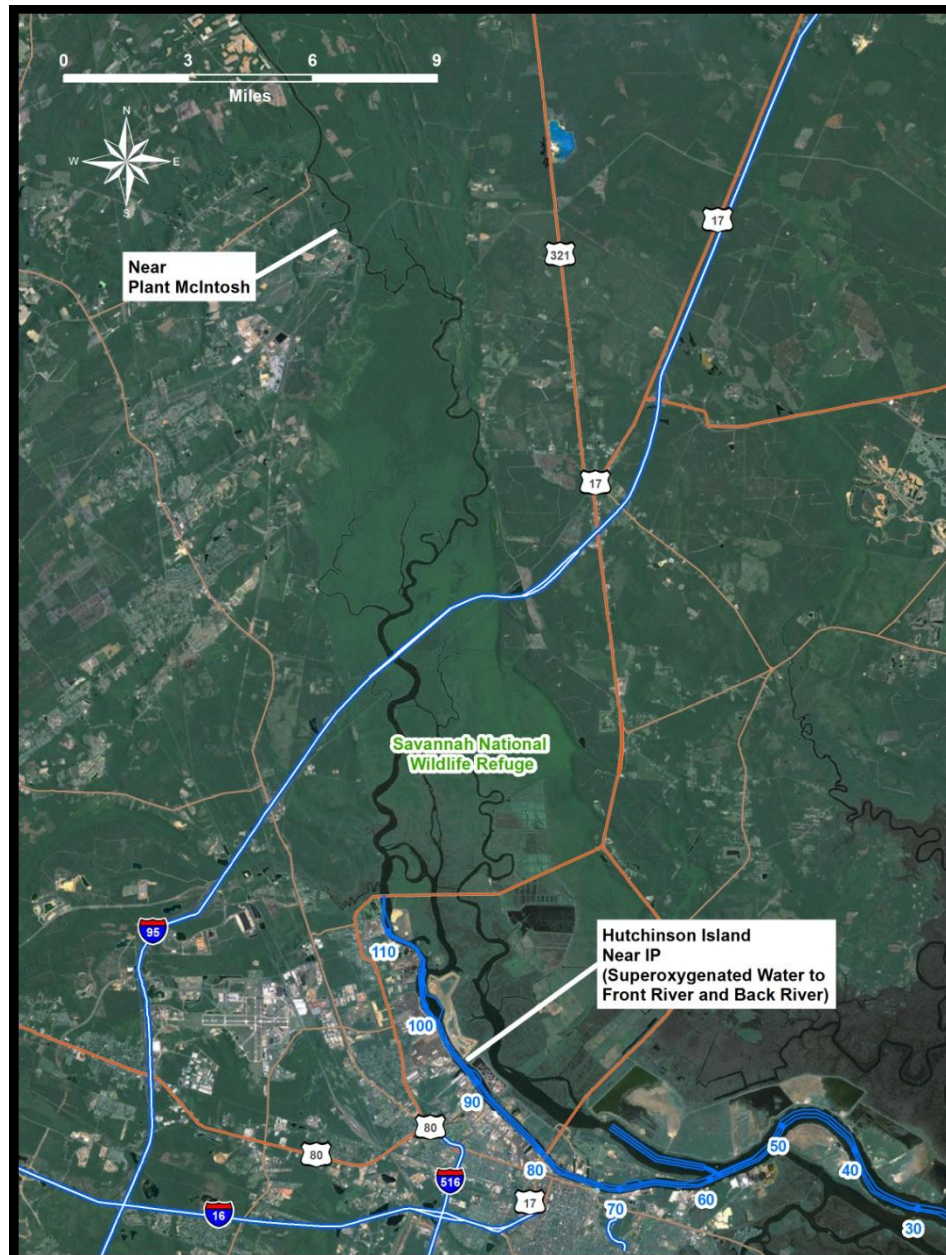 0 3 6 9
Miles
N
W E
S
17
321
Near
Plant McIntosh
17
Savannah National
Wildlife Refuge
95
110
Hutchinson Island
Near IP
(Superoxygenated Water to
Front River and Back River)
100
90
80
80
50
80
40
516
60
17
70
16
30